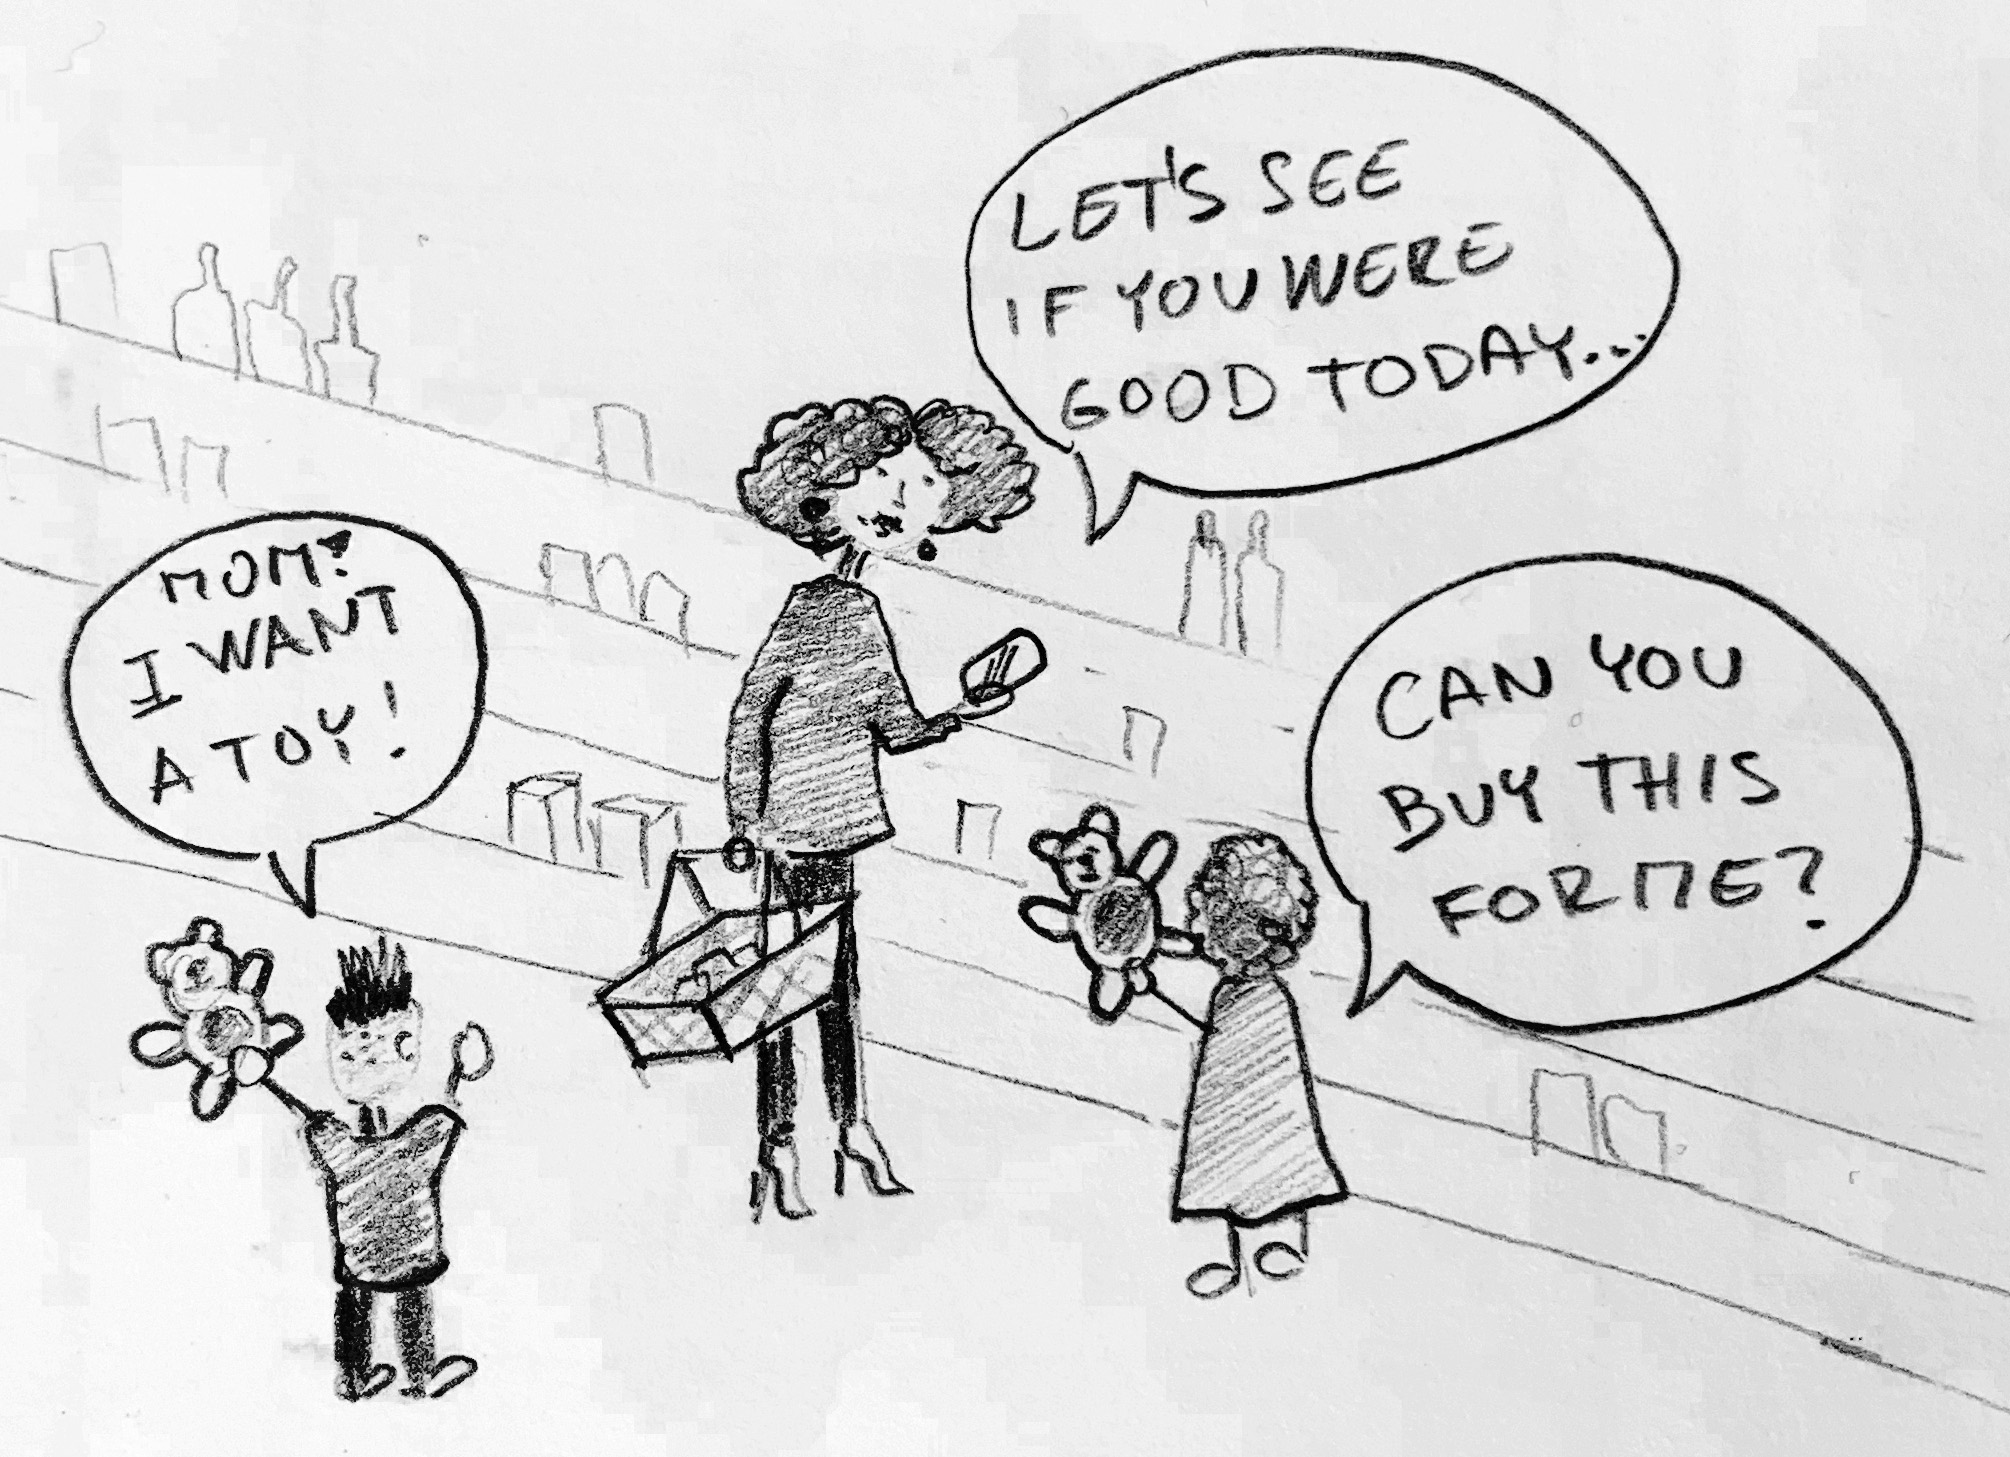 MOM!
I WANT
A TOY!
LET'S SEE
IF YOU WERE
GOOD TODAY...
CAN YOU
BUY THIS
FOR ME?